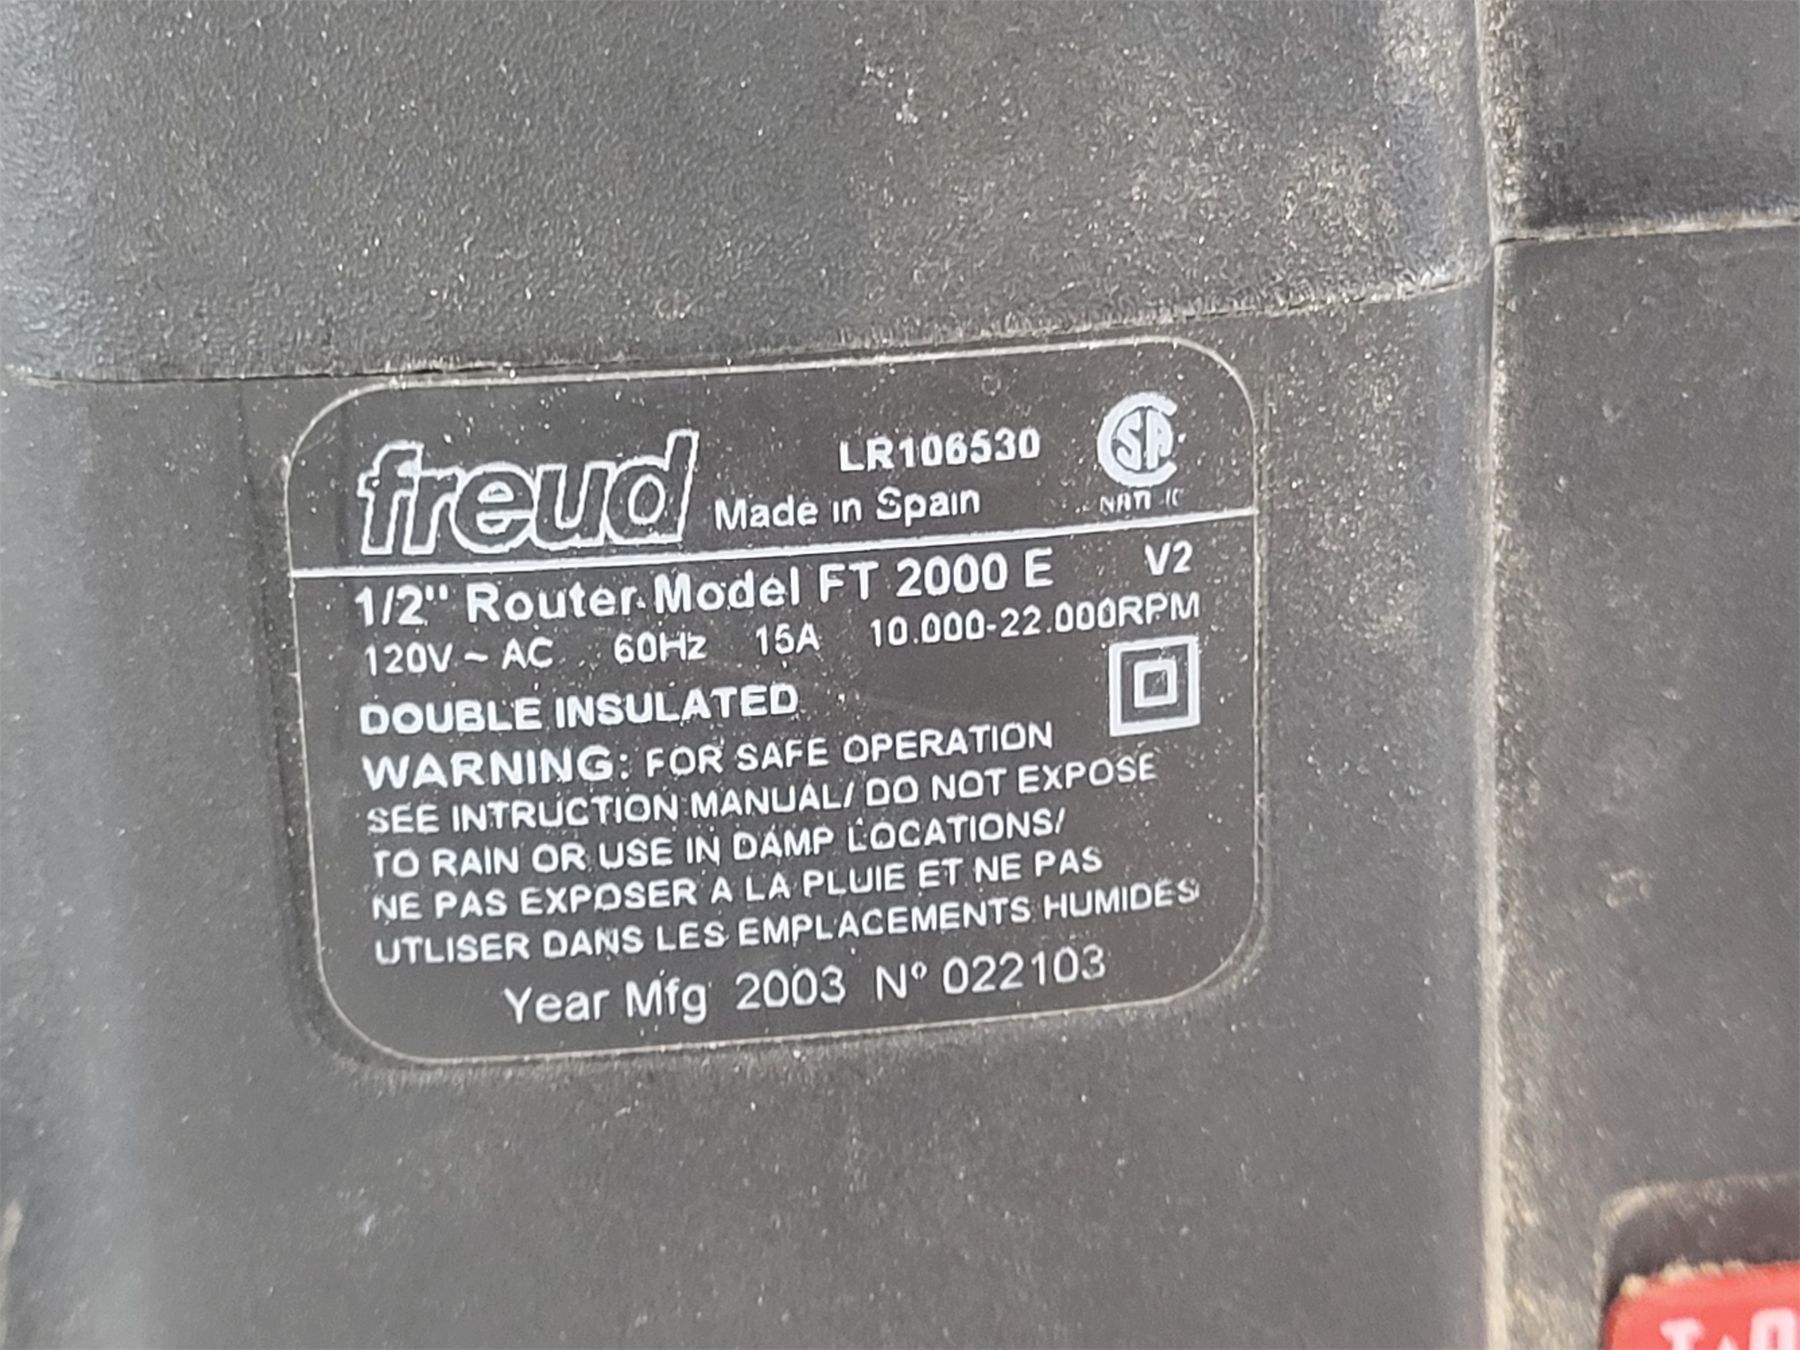 freud LR106530 CSA
Made in Spain
1/2" Router Model FT 2000 E V2
120V ~ AC 60Hz 15A 10.000-22.000RPM
DOUBLE INSULATED
WARNING: FOR SAFE OPERATION
SEE INTRUCTION MANUAL/ DO NOT EXPOSE
TO RAIN OR USE IN DAMP LOCATIONS/
NE PAS EXPOSER A LA PLUIE ET NE PAS
UTLISER DANS LES EMPLACEMENTS HUMIDES
Year Mfg 2003 Nº 022103